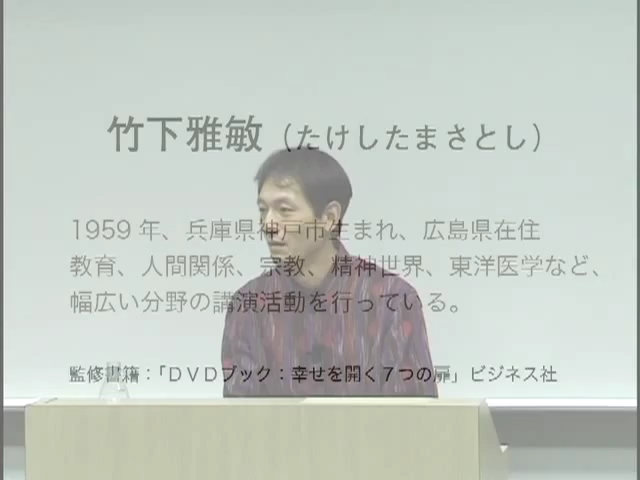 竹下雅敏（たけしたまさとし）
1959年、兵庫県神戸市生まれ、広島県在住
教育、人間関係、宗教、精神世界、東洋医学など、
幅広い分野の講演活動を行っている。
監修書籍：「ＤＶＤブック：幸せを開く７つの扉」ビジネス社